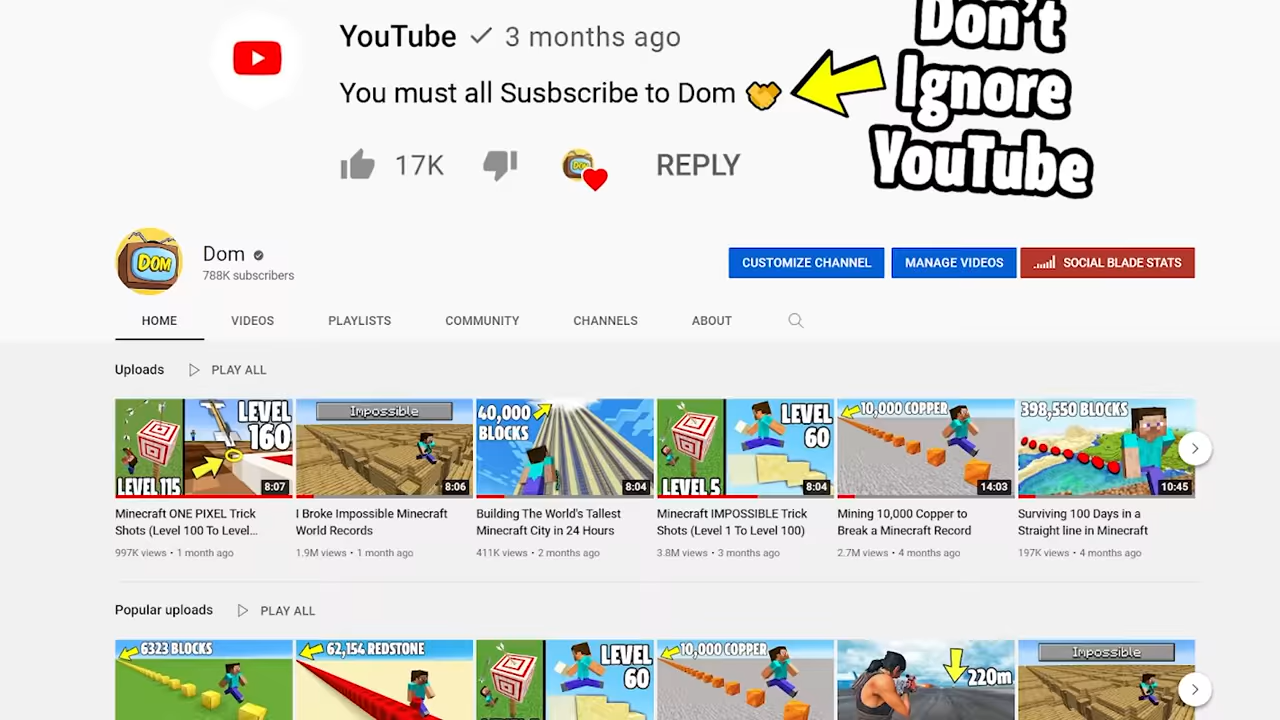 YouTube 3 months ago
You must all Susbscribe to Dom
17K
DOM
REPLY
Don't
Ignore
YouTube
DOM
Dom
788K subscribers
CUSTOMIZE CHANNEL
MANAGE VIDEOS
SOCIAL BLADE STATS
HOME
VIDEOS
PLAYLISTS
COMMUNITY
CHANNELS
ABOUT
Uploads
PLAY ALL
LEVEL
160
LEVEL 115
8:07
Impossible
8:06
40,000
BLOCKS
8:04
LEVEL
60
LEVEL 5
8:04
10,000 COPPER
14:03
398,550 BLOCKS
10:45
Minecraft ONE PIXEL Trick
Shots (Level 100 To Level...
997K views • 1 month ago
I Broke Impossible Minecraft
World Records
1.9M views • 1 month ago
Building The World's Tallest
Minecraft City in 24 Hours
411K views • 2 months ago
Minecraft IMPOSSIBLE Trick
Shots (Level 1 To Level 100)
3.8M views • 3 months ago
Mining 10,000 Copper to
Break a Minecraft Record
2.7M views • 4 months ago
Surviving 100 Days in a
Straight line in Minecraft
197K views • 4 months ago
Popular uploads
PLAY ALL
6323 BLOCKS
62,154 REDSTONE
LEVEL
60
10,000 COPPER
220m
Impossible